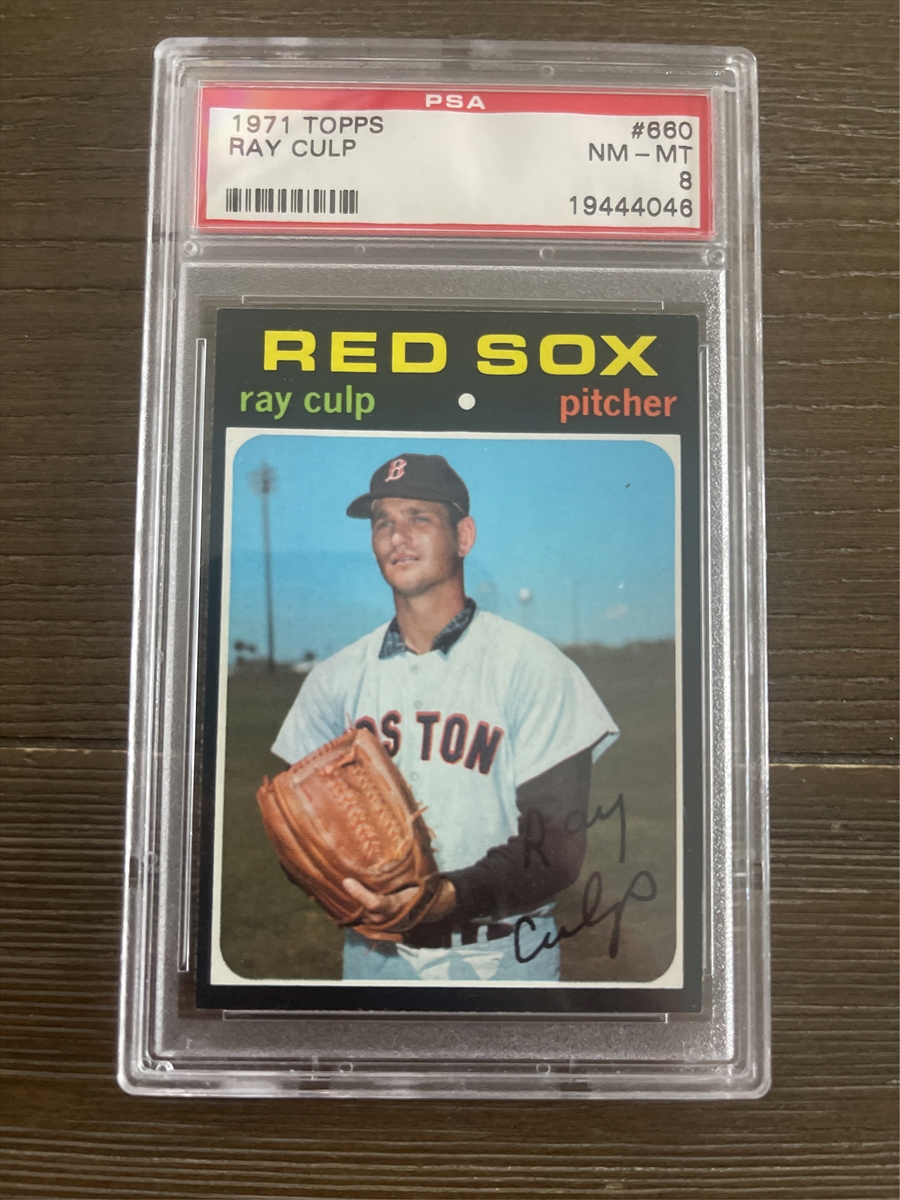 PSA
1971 TOPPS #660
RAY CULP NM - MT
8
19444046
RED SOX
ray culp pitcher
B
OSTON
Ray
Culp